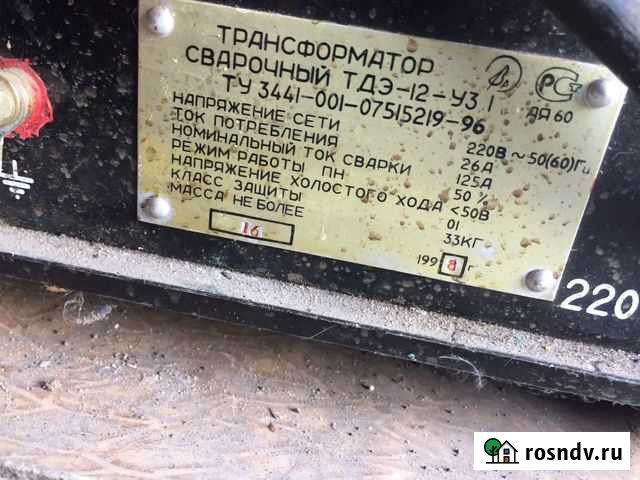 ТРАНСФОРМАТОР
СВАРОЧНЫЙ ТДЭ-12-У3.1
ТУ 3441-001-07515219-96
АЯ 60
НАПРЯЖЕНИЕ СЕТИ 220В ~ 50(60)Гц
ТОК ПОТРЕБЛЕНИЯ 26А
НОМИНАЛЬНЫЙ ТОК СВАРКИ 125А
РЕЖИМ РАБОТЫ ПН 50 %
НАПРЯЖЕНИЕ ХОЛОСТОГО ХОДА <50В
КЛАСС ЗАЩИТЫ 01
МАССА НЕ БОЛЕЕ 33КГ
16
199 8 г
220
rosndv.ru